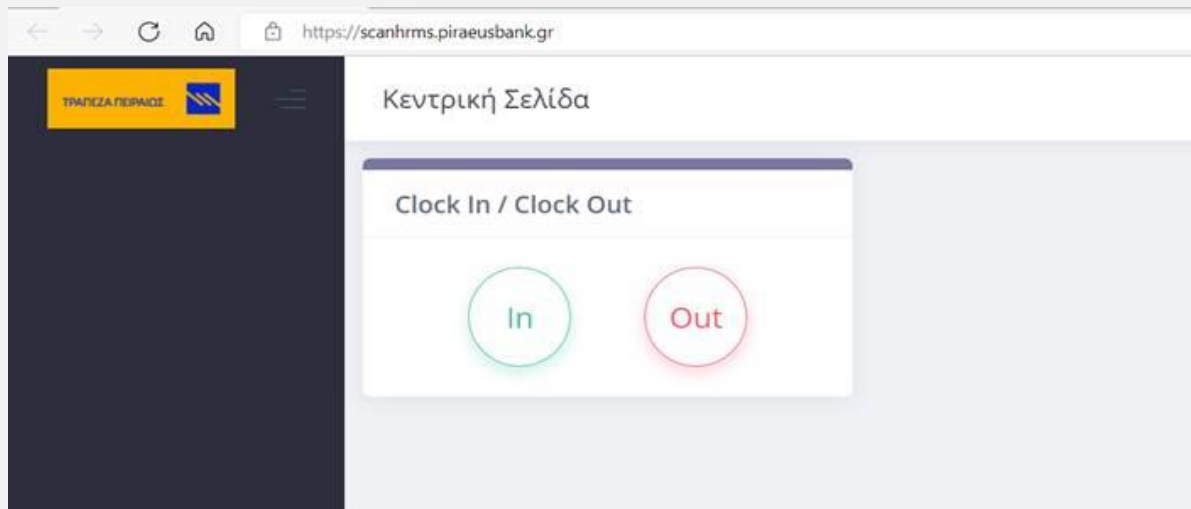 https://scanhrms.piraeusbank.gr
ΤΡΑΠΕΖΑ ΠΕΙΡΑΙΩΣ
Κεντρική Σελίδα
Clock In / Clock Out
In
Out